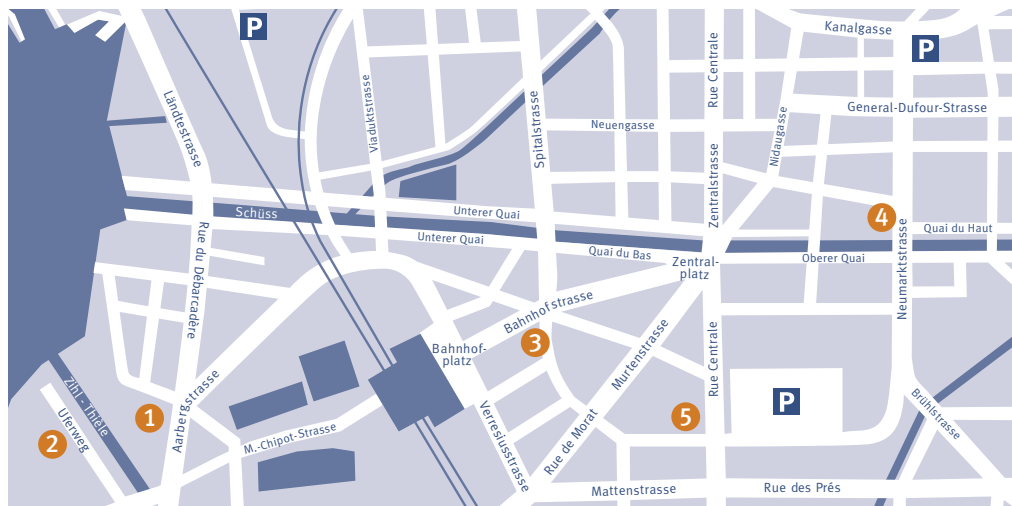 P
Kanalgasse
P
Rue Centrale
Ländtestrasse
Viaduktstrasse
Spitalstrasse
General-Dufour-Strasse
Neuengasse
Nidaugasse
Zentralstrasse
Schüss
Unterer Quai
4
Quai du Haut
Unterer Quai
Quai du Bas
Zentral-
platz
Oberer Quai
Rue du Débarcadère
Neumarktstrasse
Bahnhofstrasse
3
Bahnhof-
platz
Murtenstrasse
Rue Centrale
P
Zihl - Thièle
1
Aarbergstrasse
2
Uferweg
M.-Chipot-Strasse
Verresiusstrasse
Rue de Morat
5
Brühlstrasse
Mattenstrasse
Rue des Prés